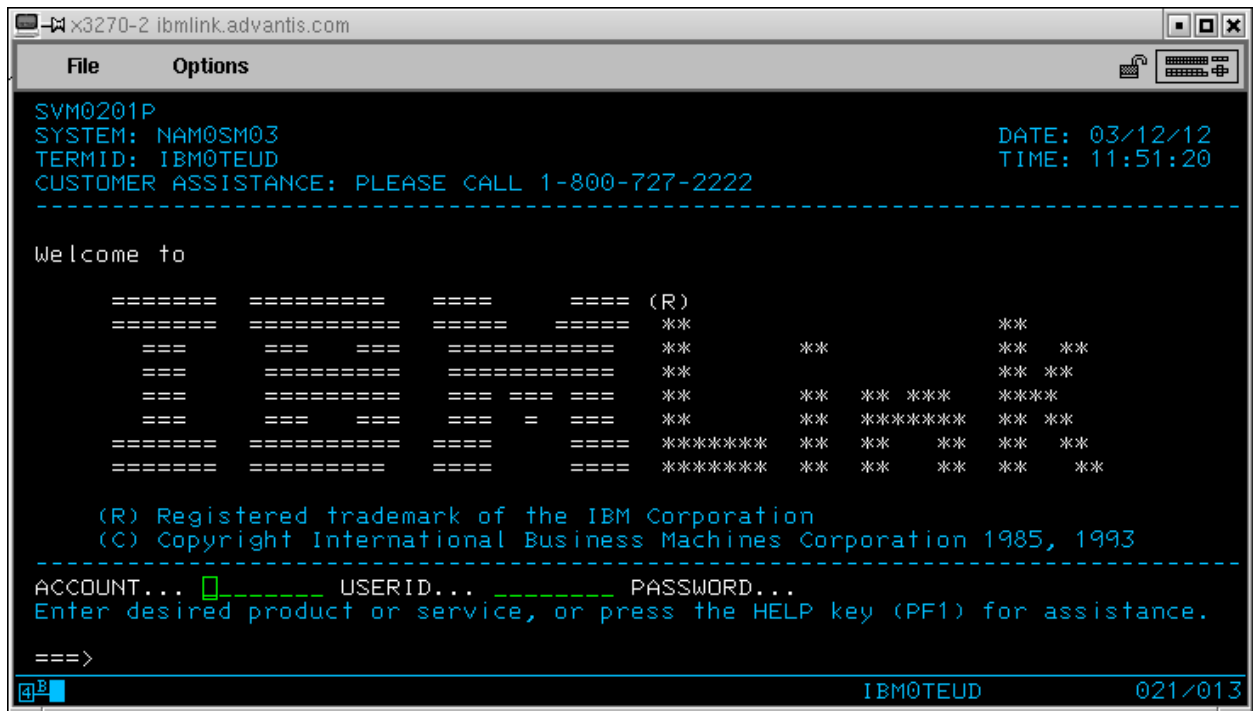 x3270-2 ibmlink.advantis.com
File Options
SVM0201P
SYSTEM: NAM0SM03 DATE: 03/12/12
TERMID: IBM0TEUD TIME: 11:51:20
CUSTOMER ASSISTANCE: PLEASE CALL 1-800-727-2222
-------------------------------------------------------------------------------
Welcome to
     =======  =========   ====     ==== (R)
     =======  ==========  =====   =====  **                    **
       ===     ===   ===   ===========   **       **           **  **
       ===     =========   ===========   **                    ** **
       ===     =========   === === ===   **       **  ** ***   ****
       ===     ===   ===   ===  =  ===   **       **  *******  ** **
     =======  ==========  ====     ====  *******  **  **   **  **  **
     =======  =========   ====     ====  *******  **  **   **  **   **
(R) Registered trademark of the IBM Corporation
(C) Copyright International Business Machines Corporation 1985, 1993
-------------------------------------------------------------------------------
ACCOUNT... ________ USERID... ________ PASSWORD...
Enter desired product or service, or press the HELP key (PF1) for assistance.
===>
4B IBM0TEUD 021/013